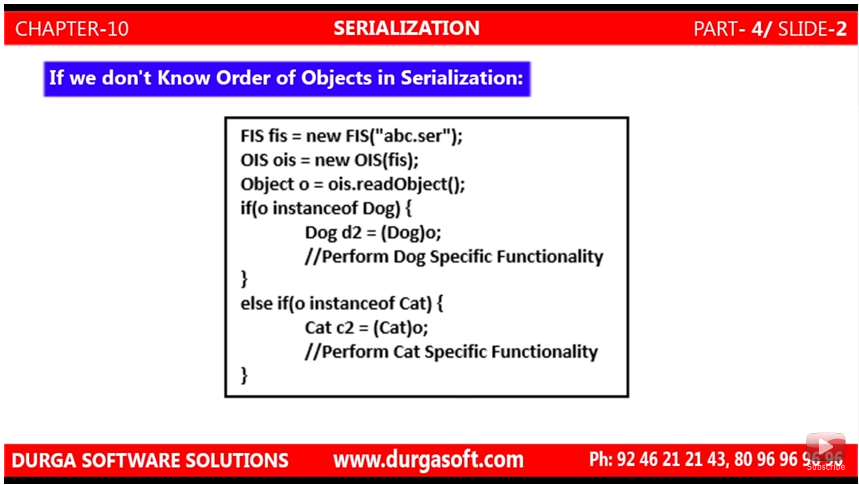 CHAPTER-10 SERIALIZATION PART- 4/ SLIDE-2
If we don't Know Order of Objects in Serialization:
FIS fis = new FIS("abc.ser");
OIS ois = new OIS(fis);
Object o = ois.readObject();
if(o instanceof Dog) {
Dog d2 = (Dog)o;
//Perform Dog Specific Functionality
}
else if(o instanceof Cat) {
Cat c2 = (Cat)o;
//Perform Cat Specific Functionality
}
DURGA SOFTWARE SOLUTIONS www.durgasoft.com Ph: 92 46 21 21 43, 80 96 96 96 96
Subscribe